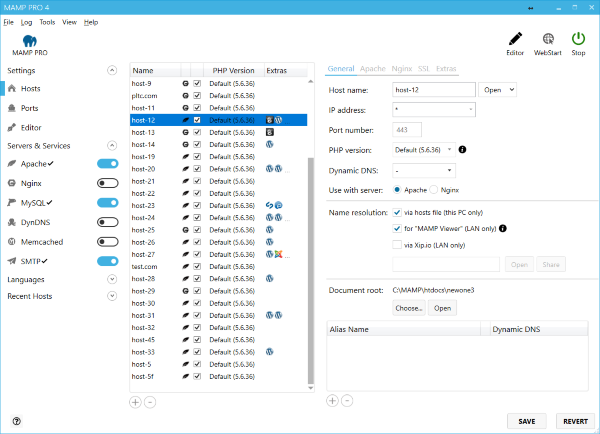 MAMP PRO 4
File Log Tools View Help
MAMP PRO
Editor WebStart Stop
Settings
Hosts
Ports
Editor
Servers & Services
Apache
Nginx
MySQL
DynDNS
Memcached
SMTP
Languages
Recent Hosts
Name PHP Version Extras
host-9 Default (5.6.36)
pltc.com Default (5.6.36)
host-11 Default (5.6.36)
host-12 Default (5.6.36)
host-13 Default (5.6.36)
host-14 Default (5.6.36)
host-19 Default (5.6.36)
host-20 Default (5.6.36) ...
host-21 Default (5.6.36)
host-22 Default (5.6.36)
host-23 Default (5.6.36)
host-24 Default (5.6.36) ...
host-25 Default (5.6.36)
host-26 Default (5.6.36)
host-27 Default (5.6.36) ...
test.com Default (5.6.36)
host-28 Default (5.6.36)
host-29 Default (5.6.36)
host-30 Default (5.6.36)
host-31 Default (5.6.36) ...
host-32 Default (5.6.36)
host-45 Default (5.6.36)
host-33 Default (5.6.36)
host-5 Default (5.6.36)
host-5f Default (5.6.36)
General Apache Nginx SSL Extras
Host name: host-12 Open
IP address: *
Port number: 443
PHP version: Default (5.6.36)
Dynamic DNS: -
Use with server: Apache Nginx
Name resolution: via hosts file (this PC only)
for "MAMP Viewer" (LAN only)
via Xip.io (LAN only)
Open Share
Document root: C:\MAMP\htdocs\newone3
Choose... Open
Alias Name Dynamic DNS
SAVE REVERT